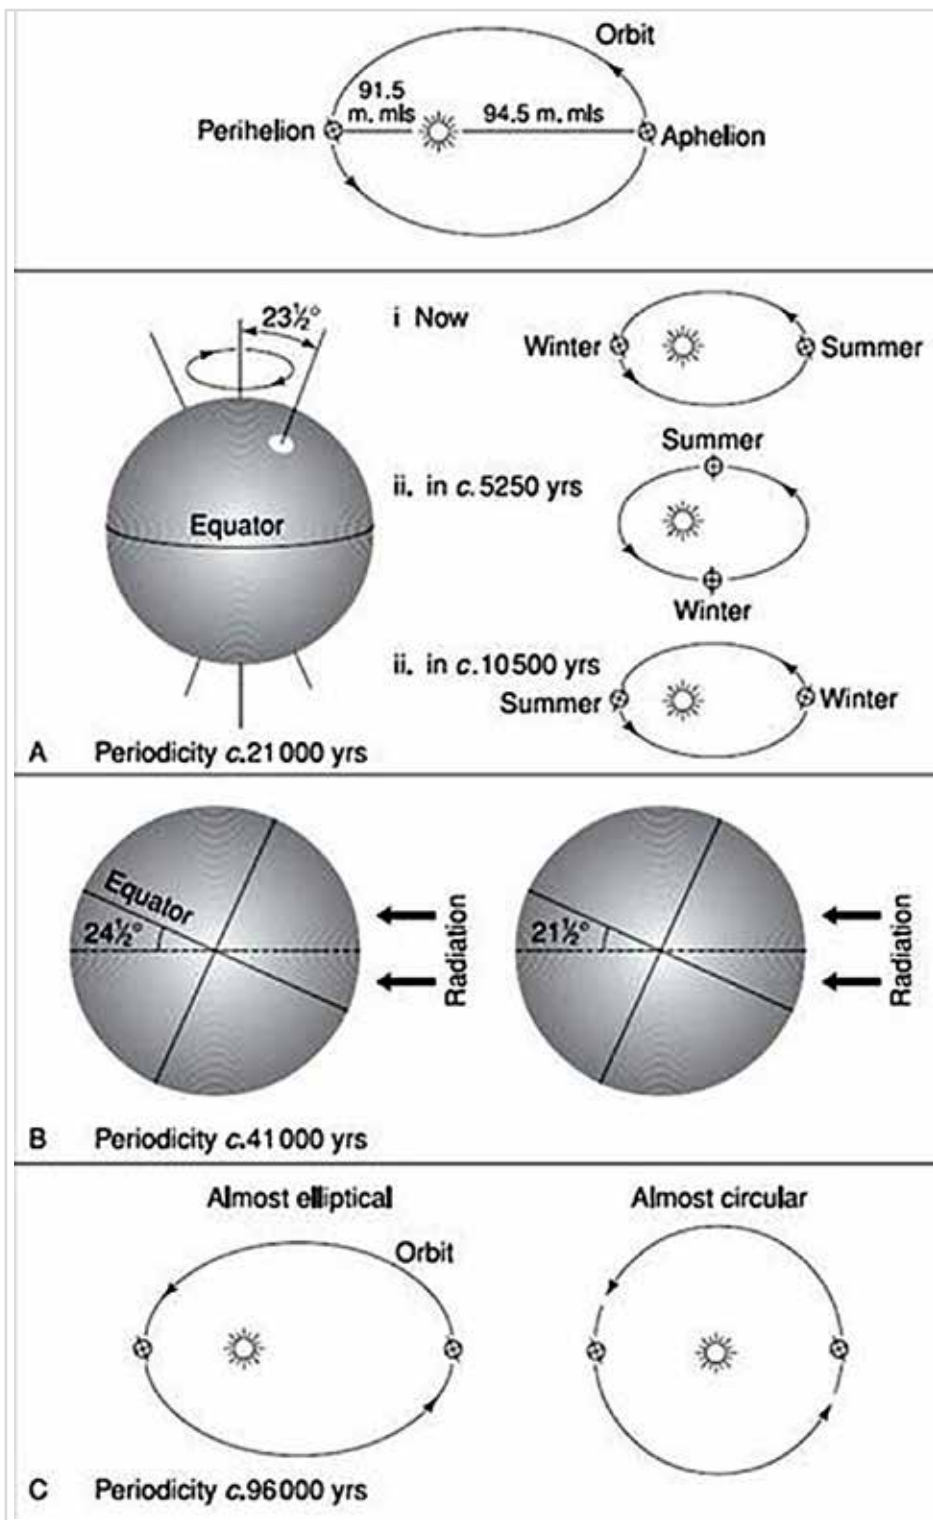 Orbit
91.5
m. mls
94.5 m. mls
Perihelion
Aphelion
23½°
i Now
Winter
Summer
Equator
Summer
ii. in c.5250 yrs
Winter
ii. in c.10500 yrs
Summer
Winter
A Periodicity c.21000 yrs
Equator
24½°
Radiation
21½°
Radiation
B Periodicity c.41000 yrs
Almost elliptical
Almost circular
Orbit
C Periodicity c.96000 yrs